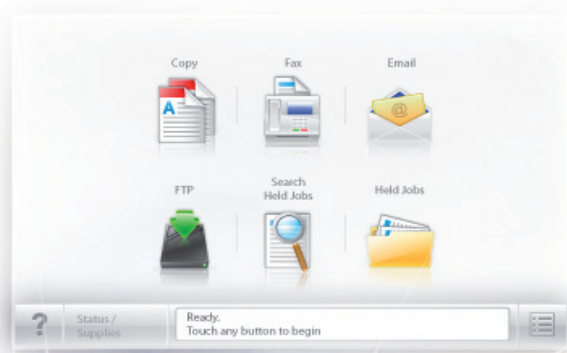 Copy
Fax
Email
A
@
FTP
Search
Held Jobs
Held Jobs
?
Status /
Supplies
Ready.
Touch any button to begin